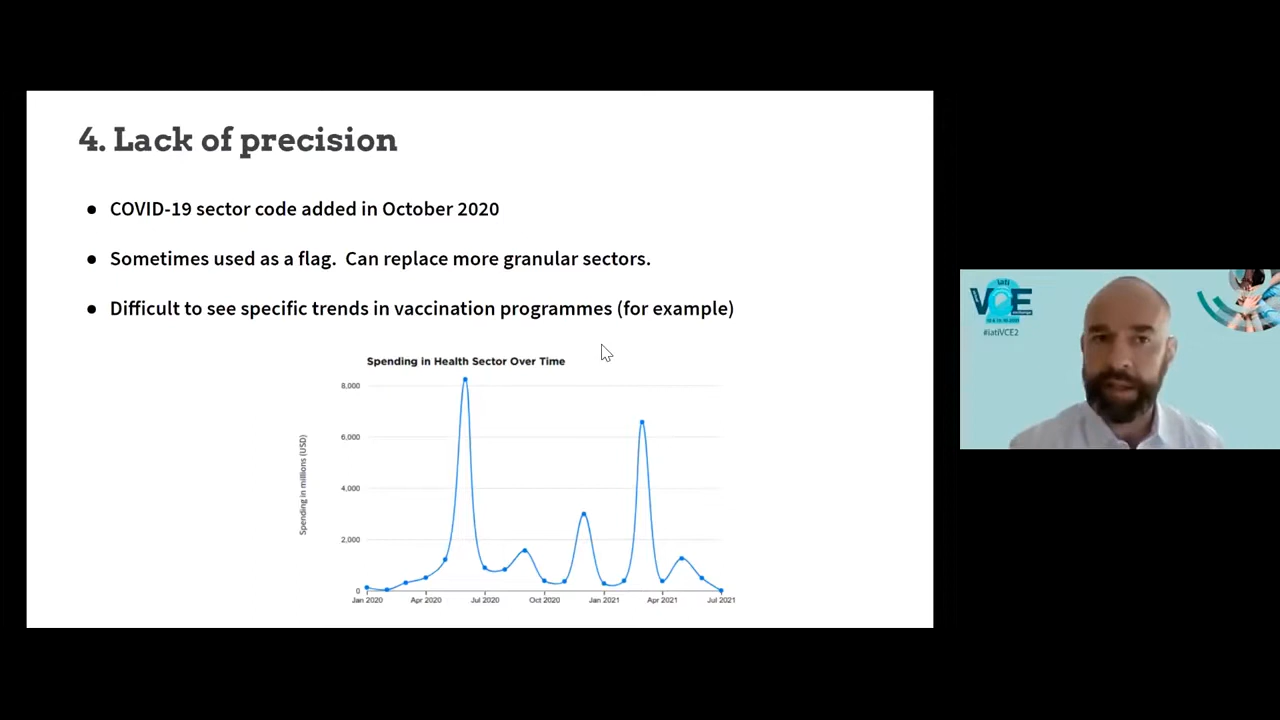 4. Lack of precision
● COVID-19 sector code added in October 2020
● Sometimes used as a flag.  Can replace more granular sectors.
● Difficult to see specific trends in vaccination programmes (for example)
Spending in Health Sector Over Time
Spending in millions (USD)
8,000
6,000
4,000
2,000
0
Jan 2020 Apr 2020 Jul 2020 Oct 2020 Jan 2021 Apr 2021 Jul 2021
iati
VCE
#iatiVCE2